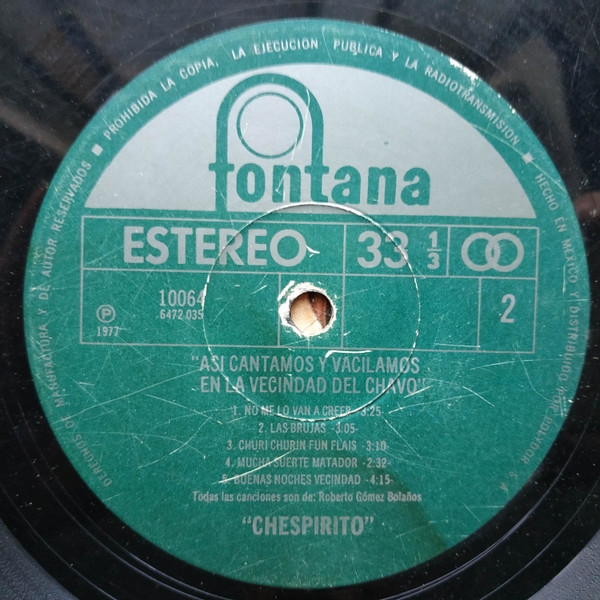 PROHIBIDA LA COPIA, LA EJECUCION PUBLICA Y LA RADIOTRANSMISION ■ HECHO EN MEXICO Y DISTRIBUIDO POR
DERECHOS DE MANUFACTURA Y DE AUTOR RESERVADOS ■
fontana
ESTEREO 33 1/3
10064 2
6472 035
P
1977
"ASI CANTAMOS Y VACILAMOS
EN LA VECINDAD DEL CHAVO"
1. NO ME LO VAN A CREER -3:25-
2. LAS BRUJAS -3:05-
3. CHURI CHURIN FUN FLAIS -3:10-
4. MUCHA SUERTE MATADOR -2:32-
5. BUENAS NOCHES VECINDAD -4:15-
Todas las canciones son de: Roberto Gómez Bolaños
"CHESPIRITO"